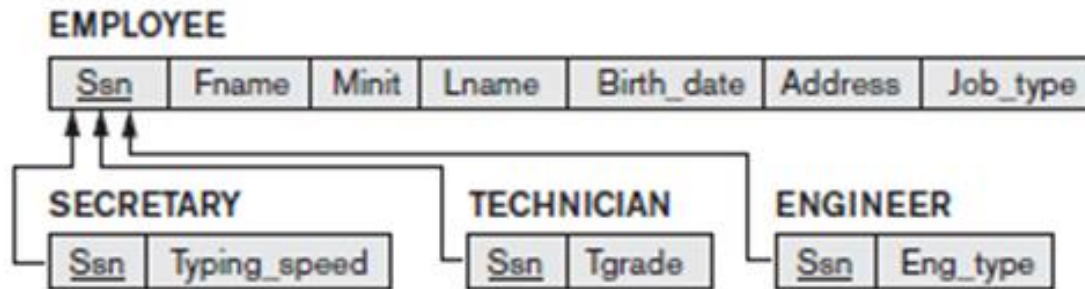 EMPLOYEE
Ssn Fname Minit Lname Birth_date Address Job_type
SECRETARY TECHNICIAN ENGINEER
Ssn Typing_speed Ssn Tgrade Ssn Eng_type